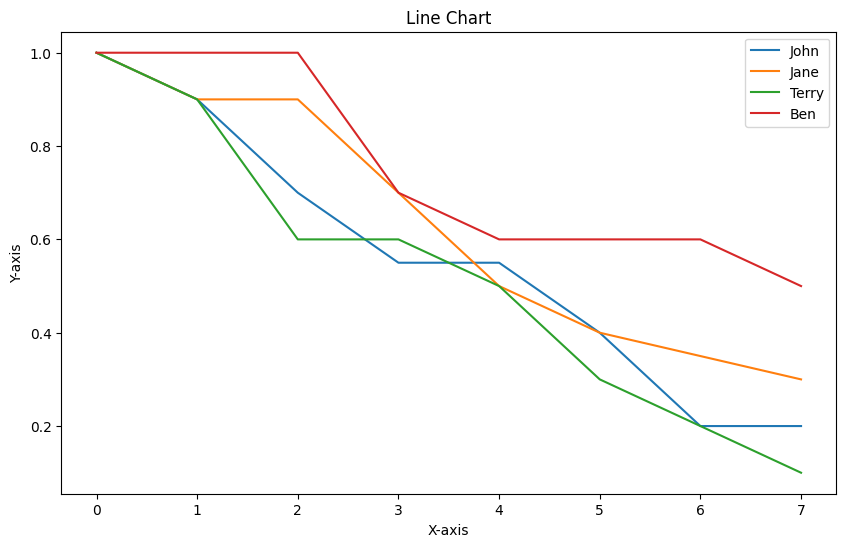 Line Chart
John
Jane
Terry
Ben
1.0
0.8
0.6
0.4
0.2
Y-axis
0 1 2 3 4 5 6 7
X-axis